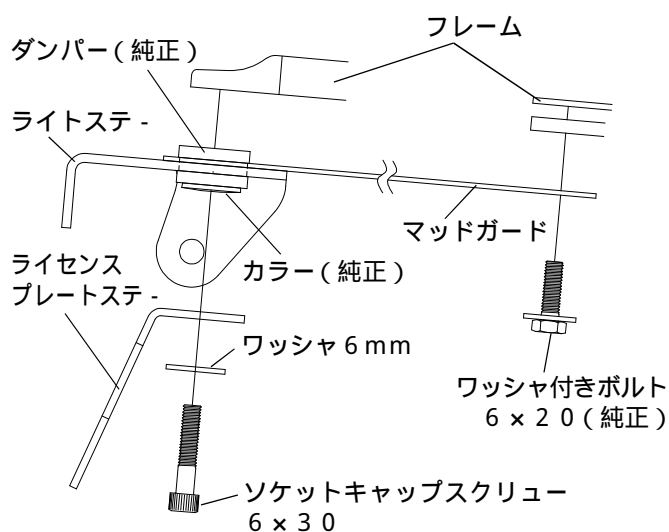 フレーム
ダンパー(純正)
ライトステ-
マッドガード
カラー(純正)
ライセンス
プレートステ-
ワッシャ6mm
ワッシャ付きボルト
6×20(純正)
ソケットキャップスクリュー
6×30